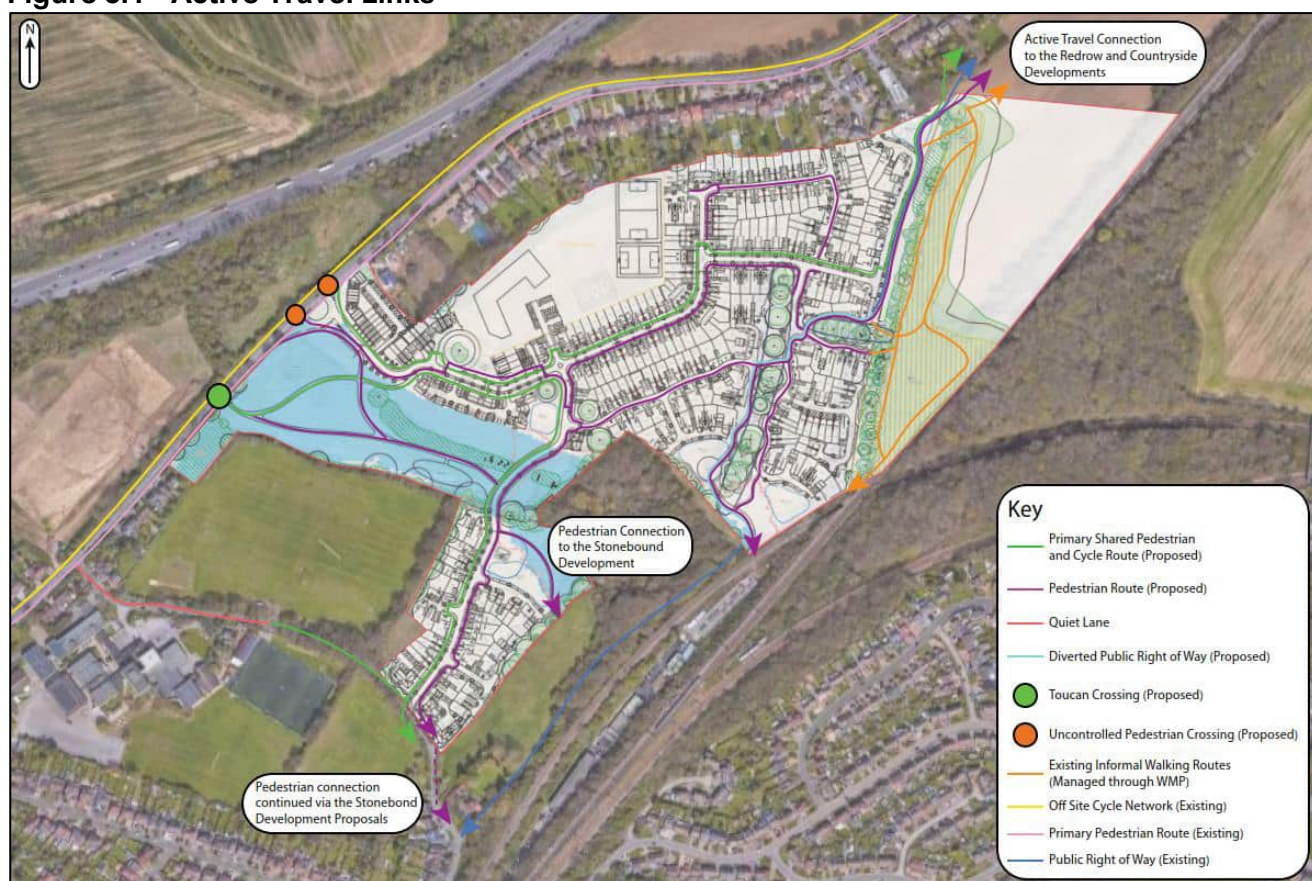 Figure 3.4 - Active Travel Links
N
Active Travel Connection
to the Redrow and Countryside
Developments
Pedestrian Connection
to the Stonebound
Development
Pedestrian connection
continued via the Stonebond
Development Proposals
Key
Primary Shared Pedestrian
and Cycle Route (Proposed)
Pedestrian Route (Proposed)
Quiet Lane
Diverted Public Right of Way (Proposed)
Toucan Crossing (Proposed)
Uncontrolled Pedestrian Crossing (Proposed)
Existing Informal Walking Routes
(Managed through WMP)
Off Site Cycle Network (Existing)
Primary Pedestrian Route (Existing)
Public Right of Way (Existing)